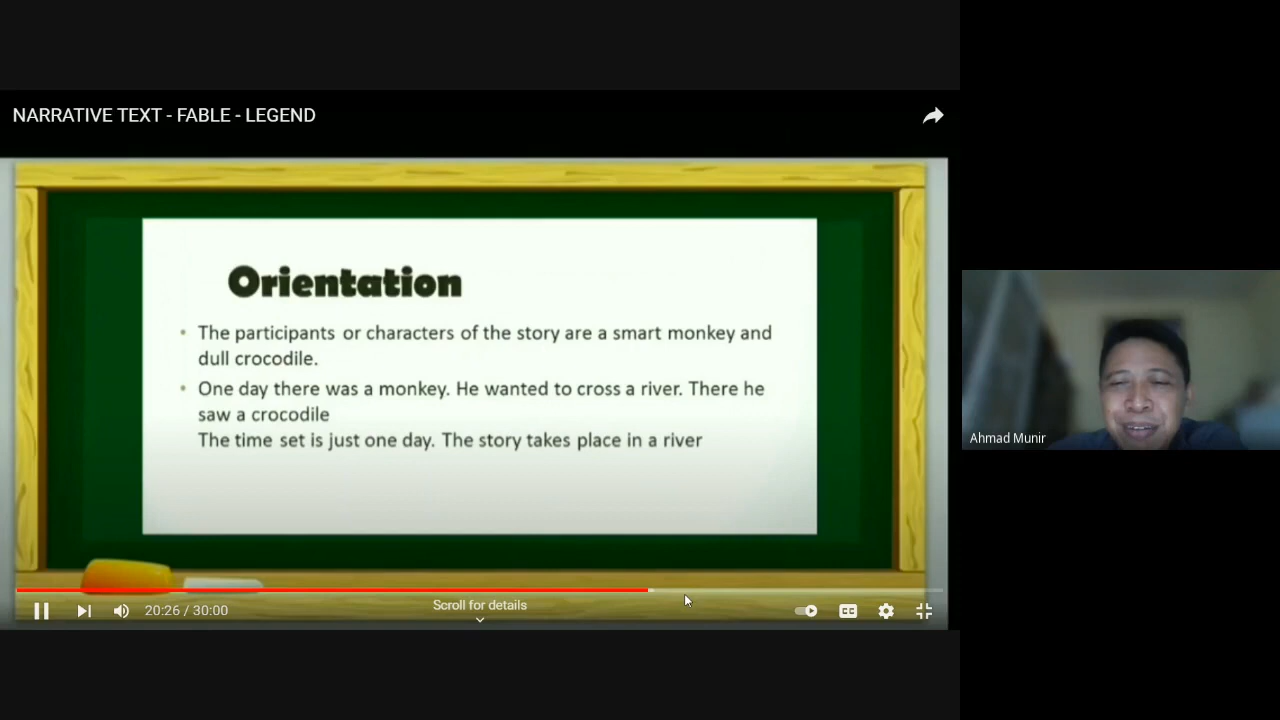 NARRATIVE TEXT - FABLE - LEGEND
Orientation
• The participants or characters of the story are a smart monkey and
dull crocodile.
• One day there was a monkey. He wanted to cross a river. There he
saw a crocodile
The time set is just one day. The story takes place in a river
Ahmad Munir
Scroll for details
20:26 / 30:00
CC